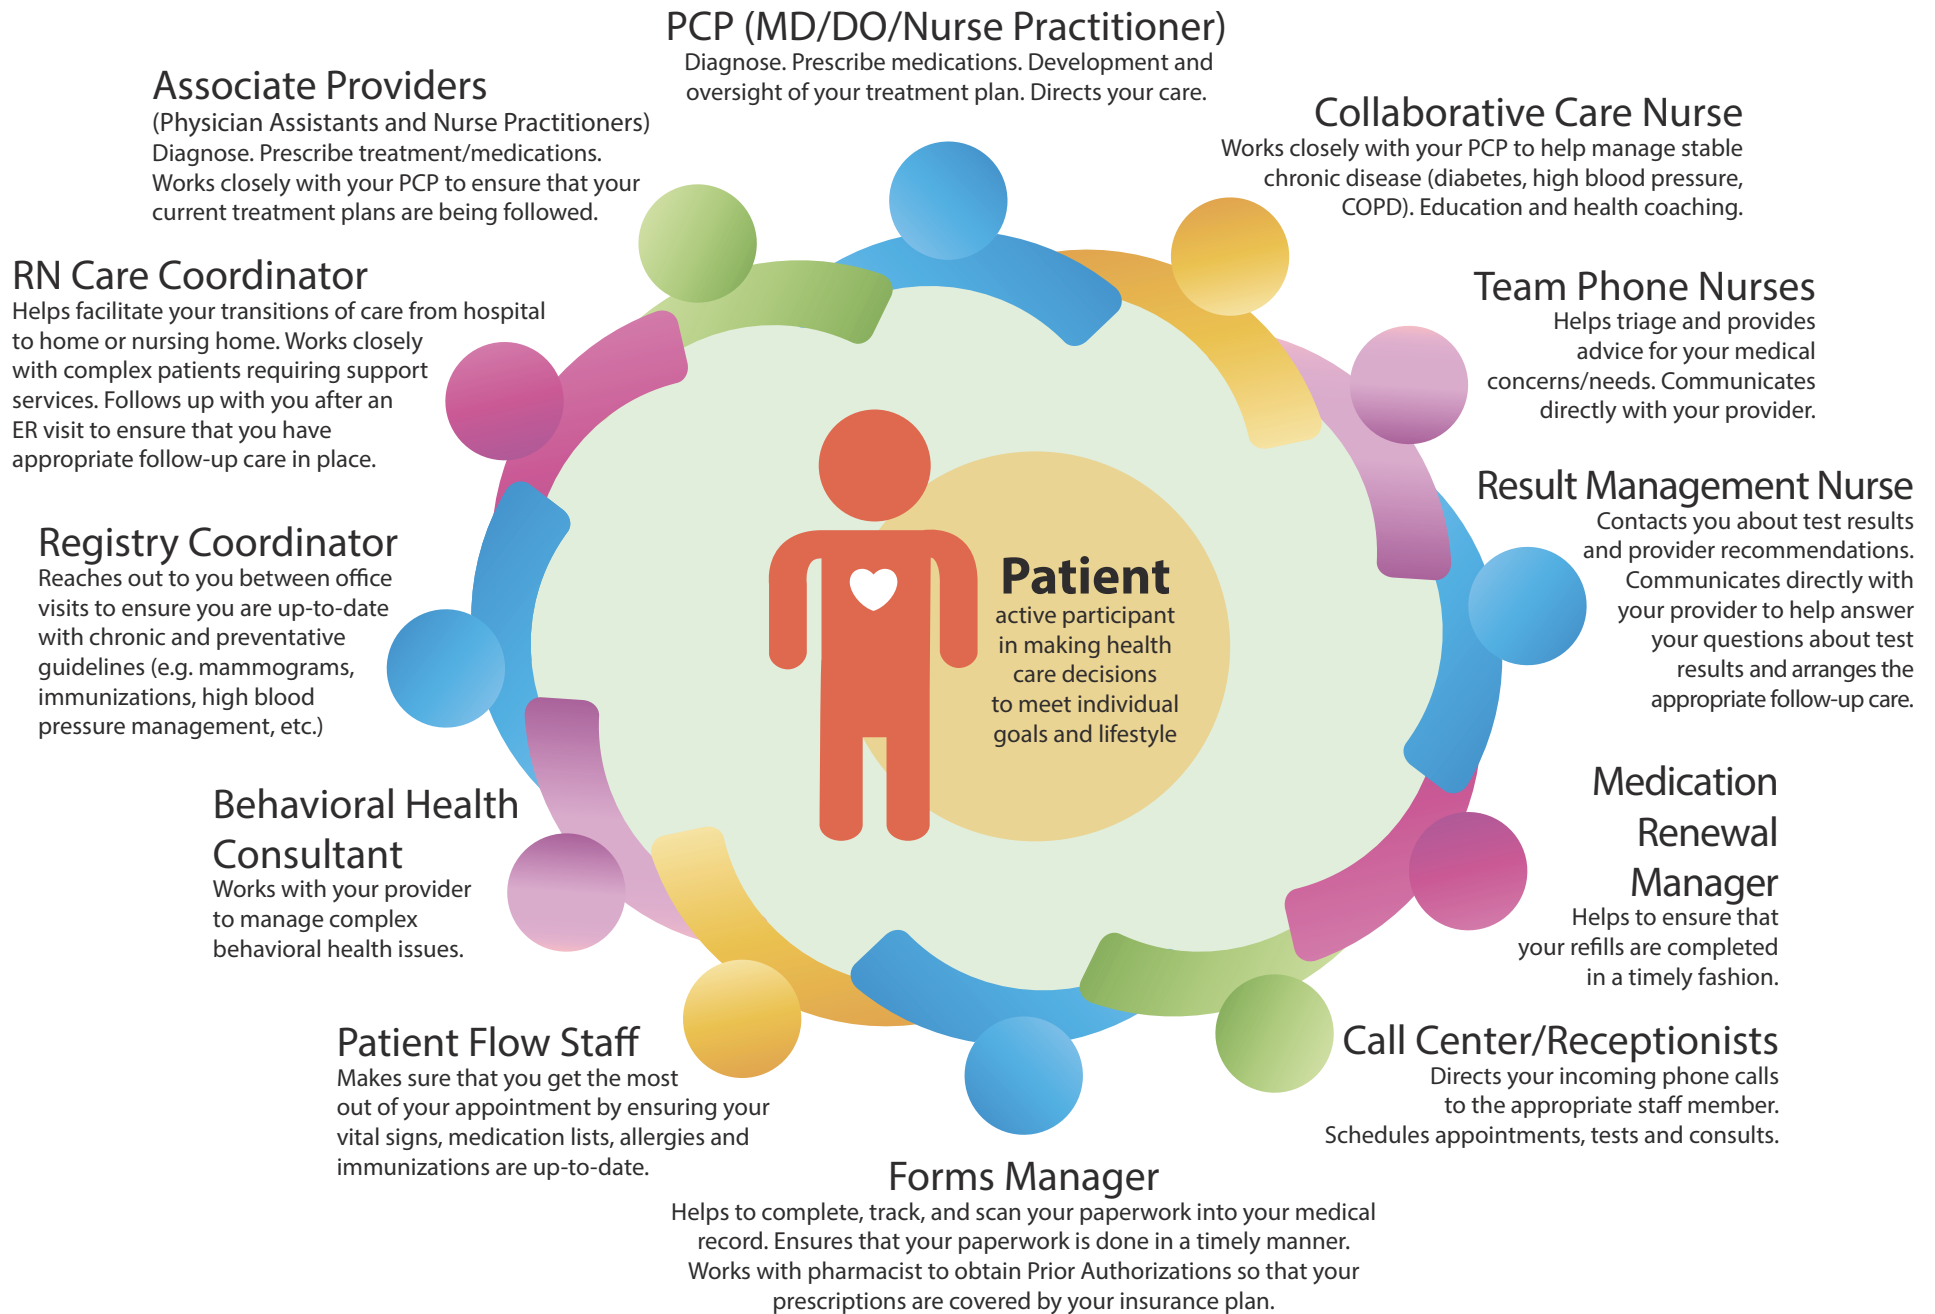 PCP (MD/DO/Nurse Practitioner)
Diagnose. Prescribe medications. Development and
oversight of your treatment plan. Directs your care.
Collaborative Care Nurse
Works closely with your PCP to help manage stable
chronic disease (diabetes, high blood pressure,
COPD). Education and health coaching.
Team Phone Nurses
Helps triage and provides
advice for your medical
concerns/needs. Communicates
directly with your provider.
Result Management Nurse
Contacts you about test results
and provider recommendations.
Communicates directly with
your provider to help answer
your questions about test
results and arranges the
appropriate follow-up care.
Medication
Renewal
Manager
Helps to ensure that
your refills are completed
in a timely fashion.
Call Center/Receptionists
Directs your incoming phone calls
to the appropriate staff member.
Schedules appointments, tests and consults.
Forms Manager
Helps to complete, track, and scan your paperwork into your medical
record. Ensures that your paperwork is done in a timely manner.
Works with pharmacist to obtain Prior Authorizations so that your
prescriptions are covered by your insurance plan.
Patient Flow Staff
Makes sure that you get the most
out of your appointment by ensuring your
vital signs, medication lists, allergies and
immunizations are up-to-date.
Behavioral Health
Consultant
Works with your provider
to manage complex
behavioral health issues.
Registry Coordinator
Reaches out to you between office
visits to ensure you are up-to-date
with chronic and preventative
guidelines (e.g. mammograms,
immunizations, high blood
pressure management, etc.)
RN Care Coordinator
Helps facilitate your transitions of care from hospital
to home or nursing home. Works closely
with complex patients requiring support
services. Follows up with you after an
ER visit to ensure that you have
appropriate follow-up care in place.
Associate Providers
(Physician Assistants and Nurse Practitioners)
Diagnose. Prescribe treatment/medications.
Works closely with your PCP to ensure that your
current treatment plans are being followed.
Patient
active participant
in making health
care decisions
to meet individual
goals and lifestyle